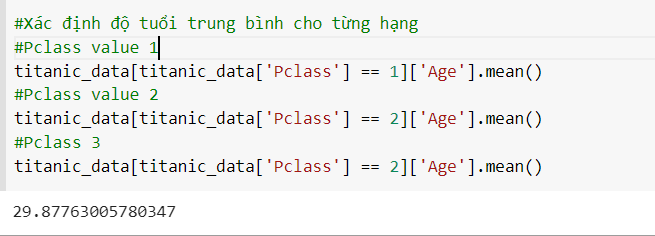 #Xác định độ tuổi trung bình cho từng hạng
#Pclass value 1
titanic_data[titanic_data['Pclass'] == 1]['Age'].mean()
#Pclass value 2
titanic_data[titanic_data['Pclass'] == 2]['Age'].mean()
#Pclass 3
titanic_data[titanic_data['Pclass'] == 2]['Age'].mean()
29.87763005780347